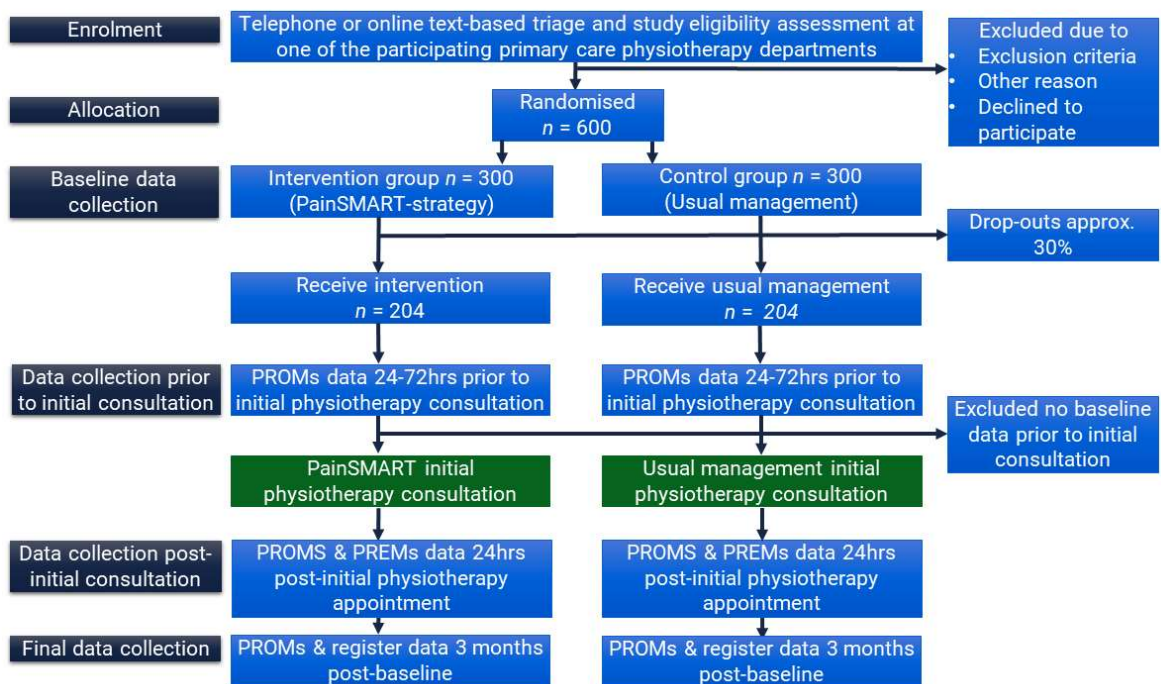 Enrolment
Telephone or online text-based triage and study eligibility assessment at
one of the participating primary care physiotherapy departments
Excluded due to
• Exclusion criteria
• Other reason
• Declined to
participate
Allocation
Randomised
n = 600
Baseline data
collection
Intervention group n = 300
(PainSMART-strategy)
Control group n = 300
(Usual management)
Drop-outs approx.
30%
Receive intervention
n = 204
Receive usual management
n = 204
Data collection prior
to initial consultation
PROMs data 24-72hrs prior to
initial physiotherapy consultation
PROMs data 24-72hrs prior to
initial physiotherapy consultation
Excluded no baseline
data prior to initial
consultation
PainSMART initial
physiotherapy consultation
Usual management initial
physiotherapy consultation
Data collection post-
initial consultation
PROMS & PREMs data 24hrs
post-initial physiotherapy
appointment
PROMS & PREMs data 24hrs
post-initial physiotherapy
appointment
Final data collection
PROMs & register data 3 months
post-baseline
PROMs & register data 3 months
post-baseline